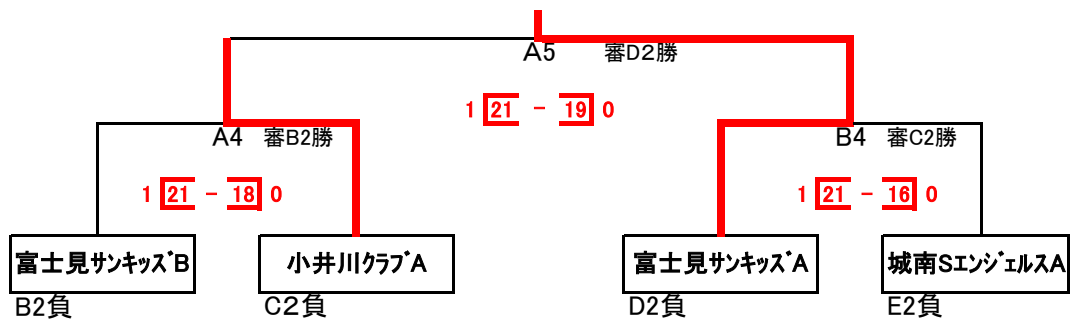 A5 審D2勝
1 21 - 19 0
A4 審B2勝
B4 審C2勝
1 21 - 18 0
1 21 - 16 0
富士見サンキッズB
小井川クラブA
富士見サンキッズA
城南SエンジェルスA
B2負
C2負
D2負
E2負